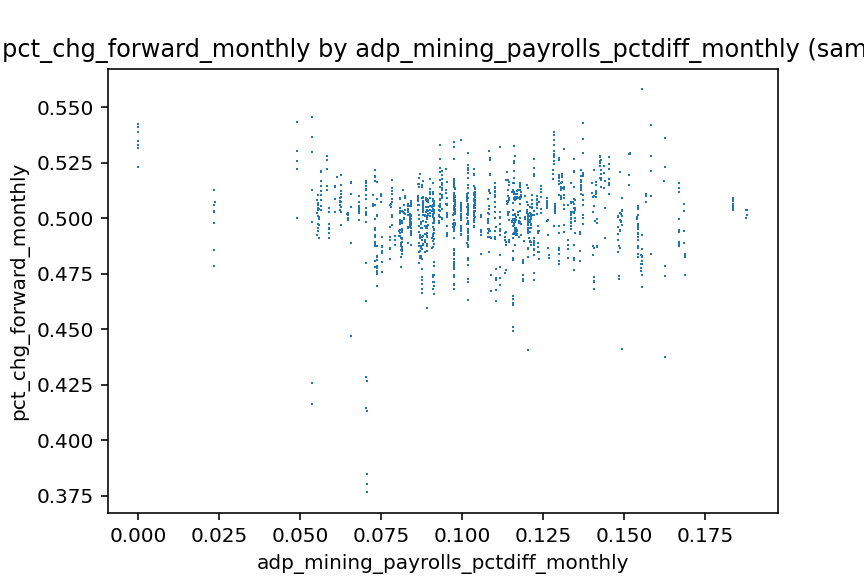 pct_chg_forward_monthly by adp_mining_payrolls_pctdiff_monthly (sam
0.550
0.525
0.500
0.475
0.450
0.425
0.400
0.375
pct_chg_forward_monthly
0.000 0.025 0.050 0.075 0.100 0.125 0.150 0.175
adp_mining_payrolls_pctdiff_monthly